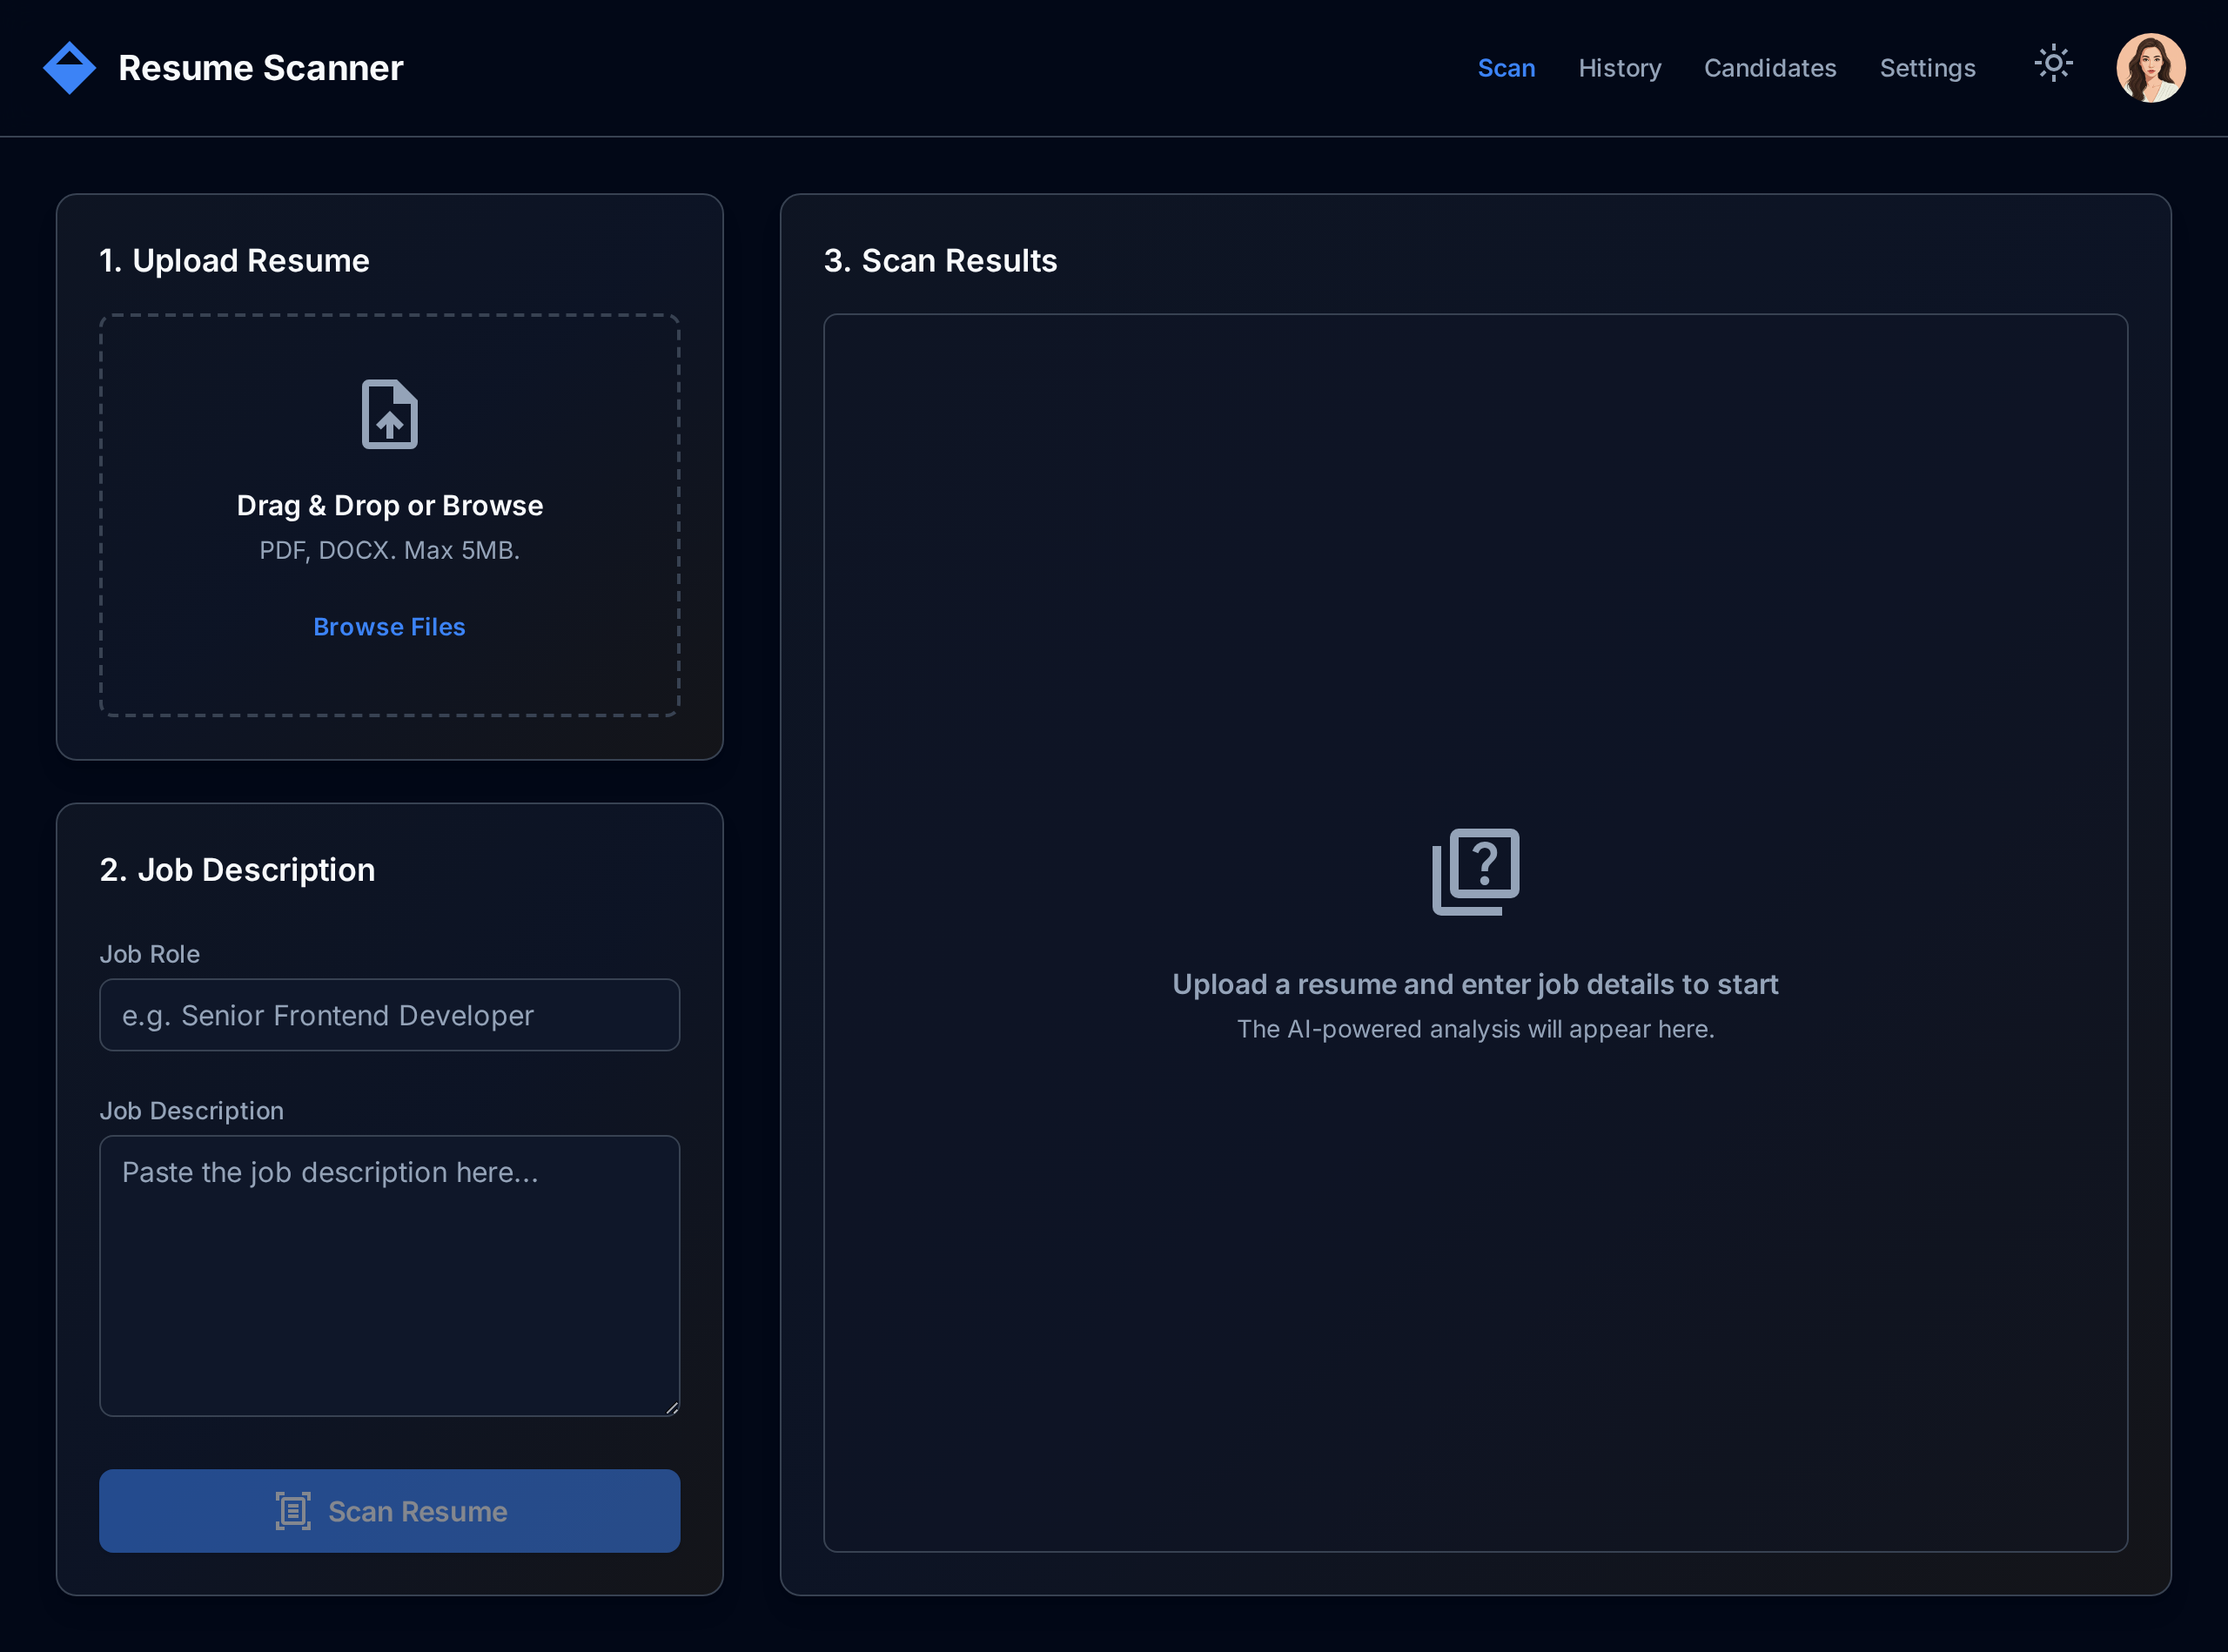 Resume Scanner
Scan
History
Candidates
Settings
1. Upload Resume
Drag & Drop or Browse
PDF, DOCX. Max 5MB.
Browse Files
2. Job Description
Job Role
e.g. Senior Frontend Developer
Job Description
Paste the job description here...
Scan Resume
3. Scan Results
?
Upload a resume and enter job details to start
The AI-powered analysis will appear here.